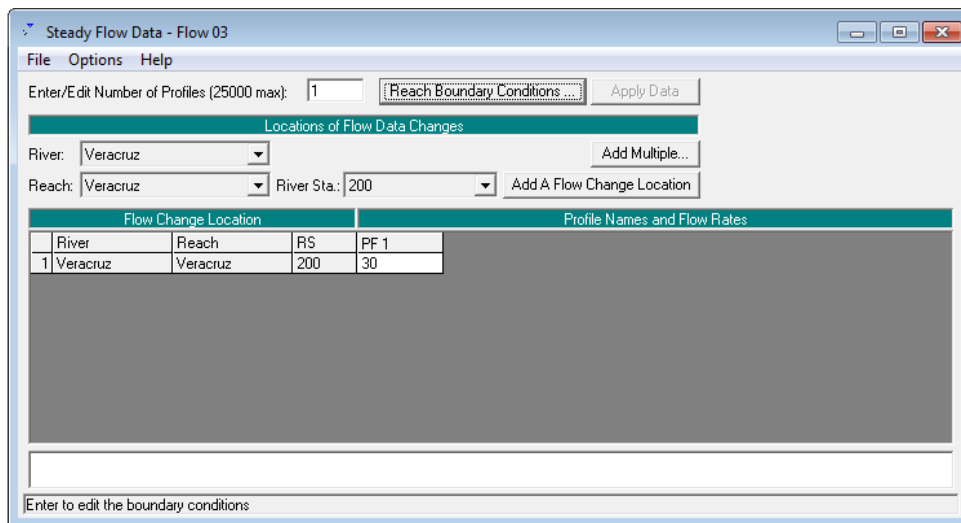 Steady Flow Data - Flow 03
File Options Help
Enter/Edit Number of Profiles (25000 max): 1 Reach Boundary Conditions ... Apply Data
Locations of Flow Data Changes
River: Veracruz Add Multiple...
Reach: Veracruz River Sta.: 200 Add A Flow Change Location
Flow Change Location Profile Names and Flow Rates
River Reach RS PF 1
1 Veracruz Veracruz 200 30
Enter to edit the boundary conditions